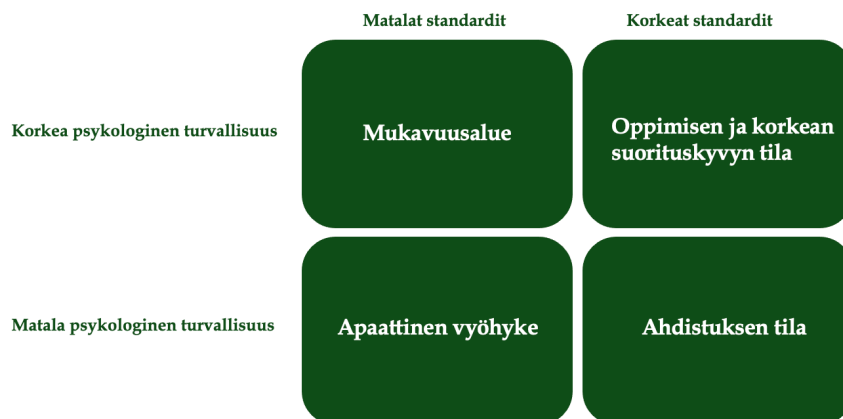 Matalat standardit
Korkeat standardit
Korkea psykologinen turvallisuus
Mukavuusalue
Oppimisen ja korkean
suorituskyvyn tila
Matala psykologinen turvallisuus
Apaattinen vyöhyke
Ahdistuksen tila